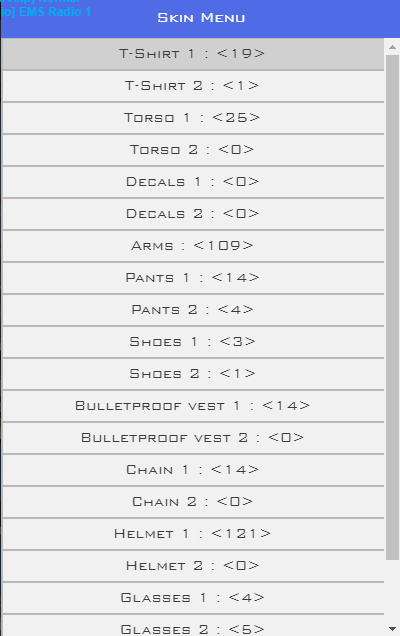 io] EMS Radio 1
Skin Menu
T-Shirt 1 : <19>
T-Shirt 2 : <1>
Torso 1 : <25>
Torso 2 : <0>
Decals 1 : <0>
Decals 2 : <0>
Arms : <109>
Pants 1 : <14>
Pants 2 : <4>
Shoes 1 : <3>
Shoes 2 : <1>
Bulletproof vest 1 : <14>
Bulletproof vest 2 : <0>
Chain 1 : <14>
Chain 2 : <0>
Helmet 1 : <121>
Helmet 2 : <0>
Glasses 1 : <4>
Glasses 2 : <5>